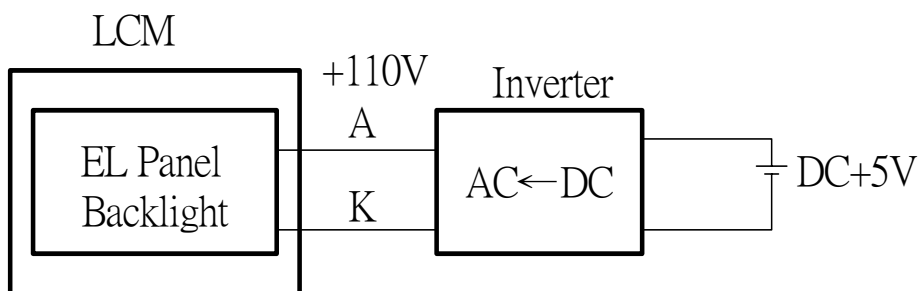 LCM
+110V
Inverter
A
EL Panel
Backlight
AC←DC
DC+5V
K